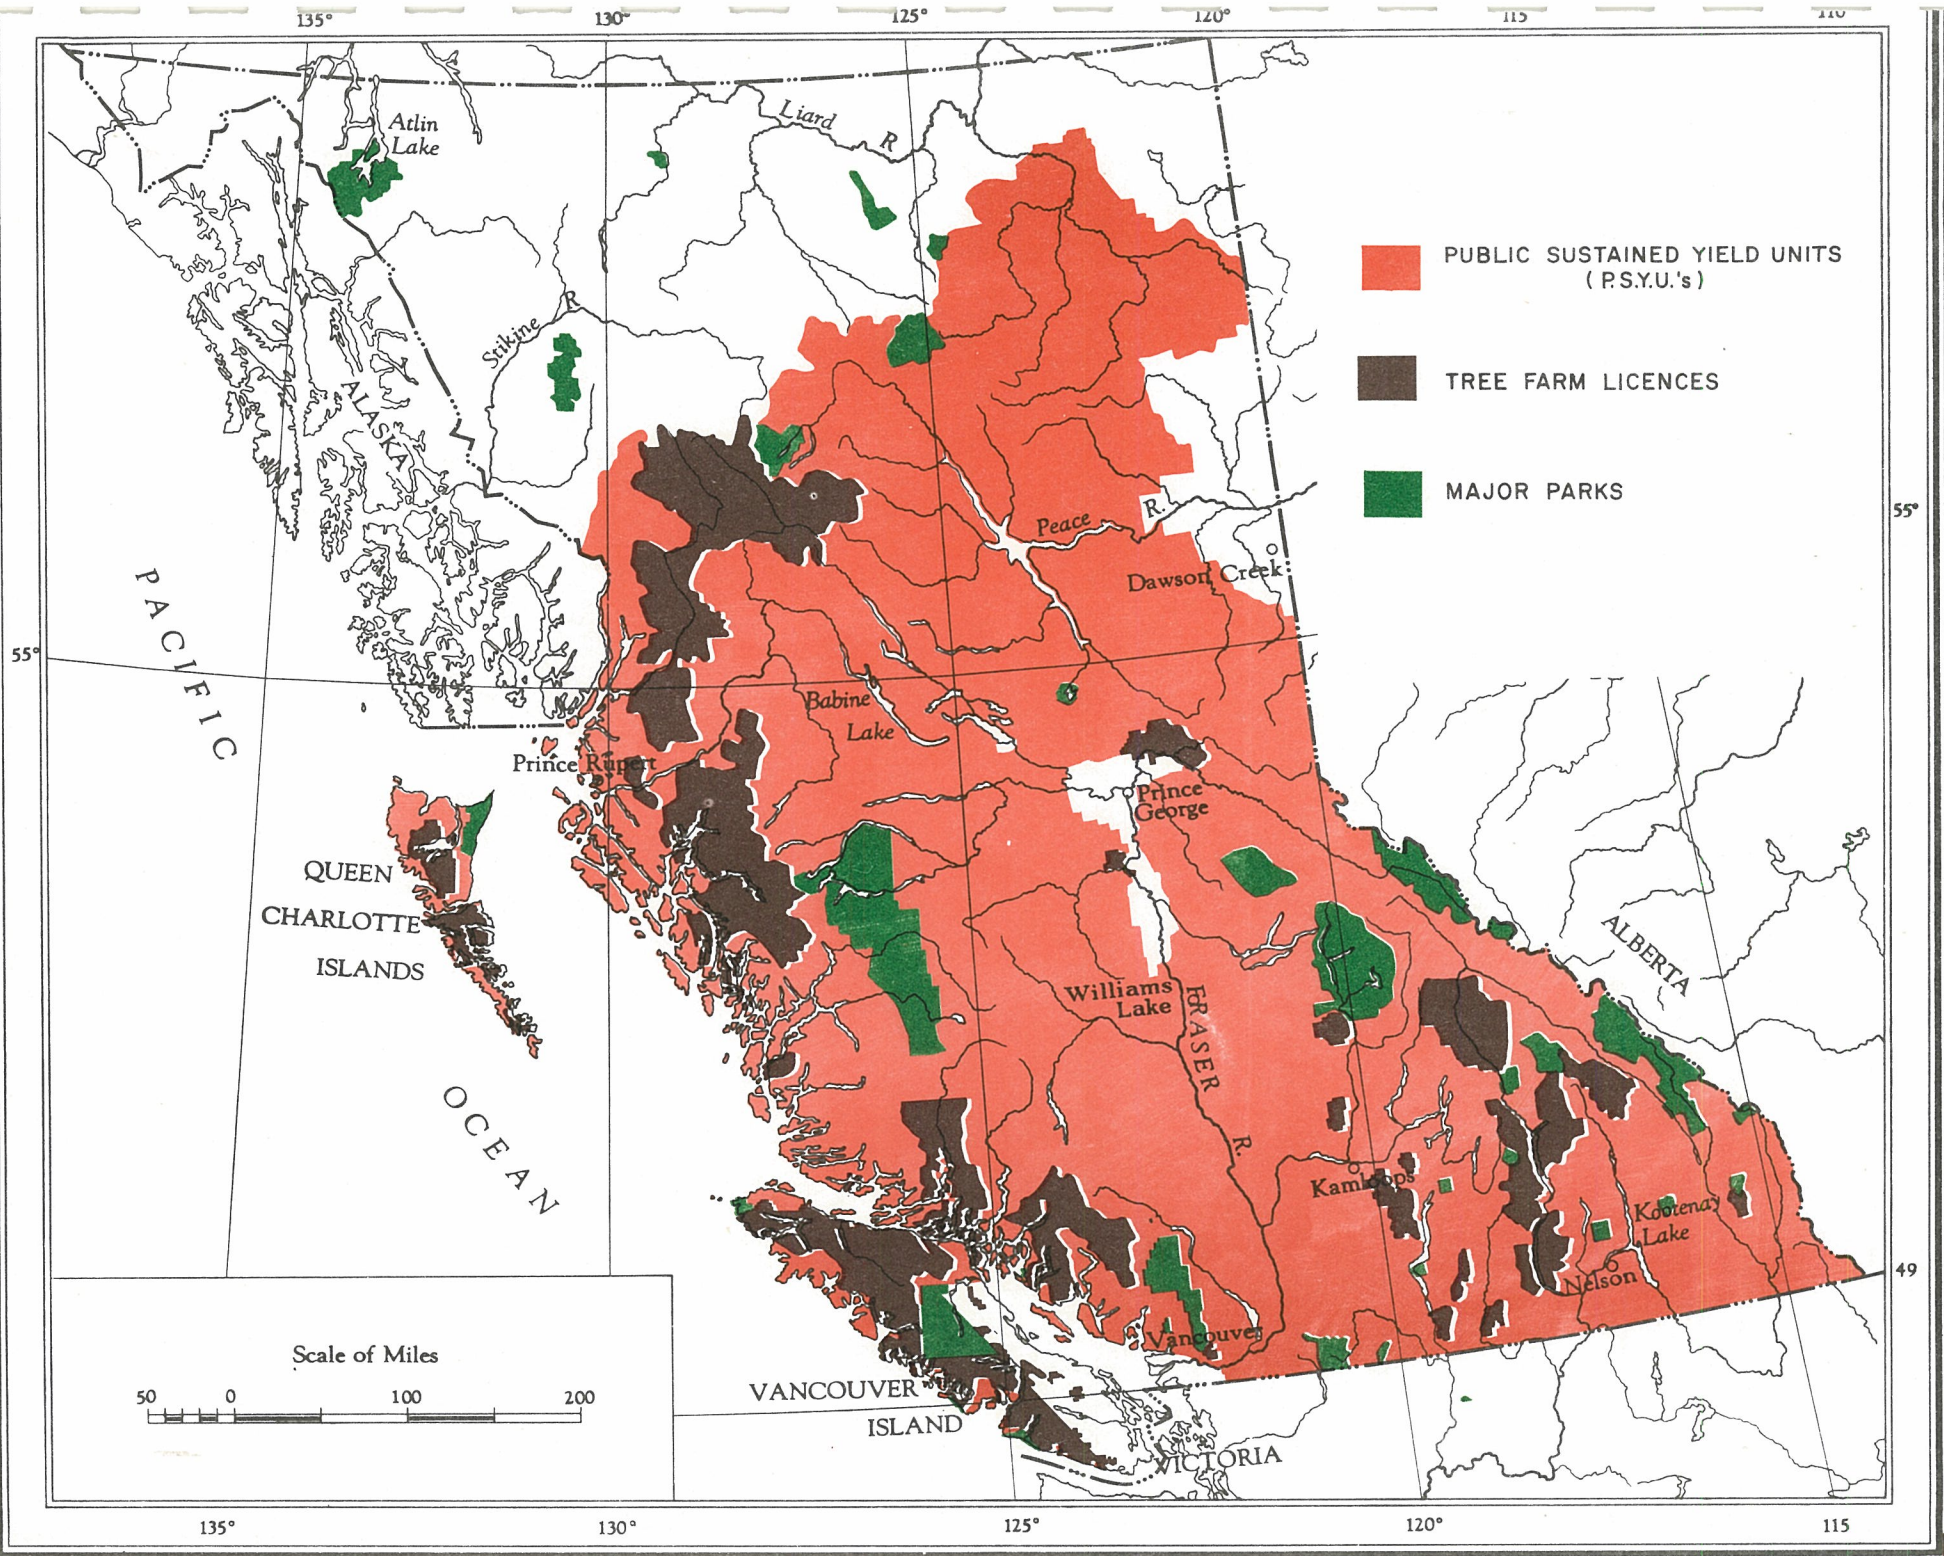 135°
130°
125°
120°
115
110
Atlin
Lake
Liard
R
PUBLIC SUSTAINED YIELD UNITS
(P.S.Y.U.'s)
R
Stikine
TREE FARM LICENCES
ALASKA
MAJOR PARKS
Peace
R.
55°
Dawson Creek
PACIFIC
55°
Babine
Lake
Prince Rupert
Prince
George
QUEEN
CHARLOTTE
ISLANDS
ALBERTA
Williams
Lake
FRASER
R.
OCEAN
Kamloops
Kootenay
Lake
Nelson
49
Vancouver
Scale of Miles
50 0 100 200
VANCOUVER
ISLAND
VICTORIA
135°
130°
125°
120°
115